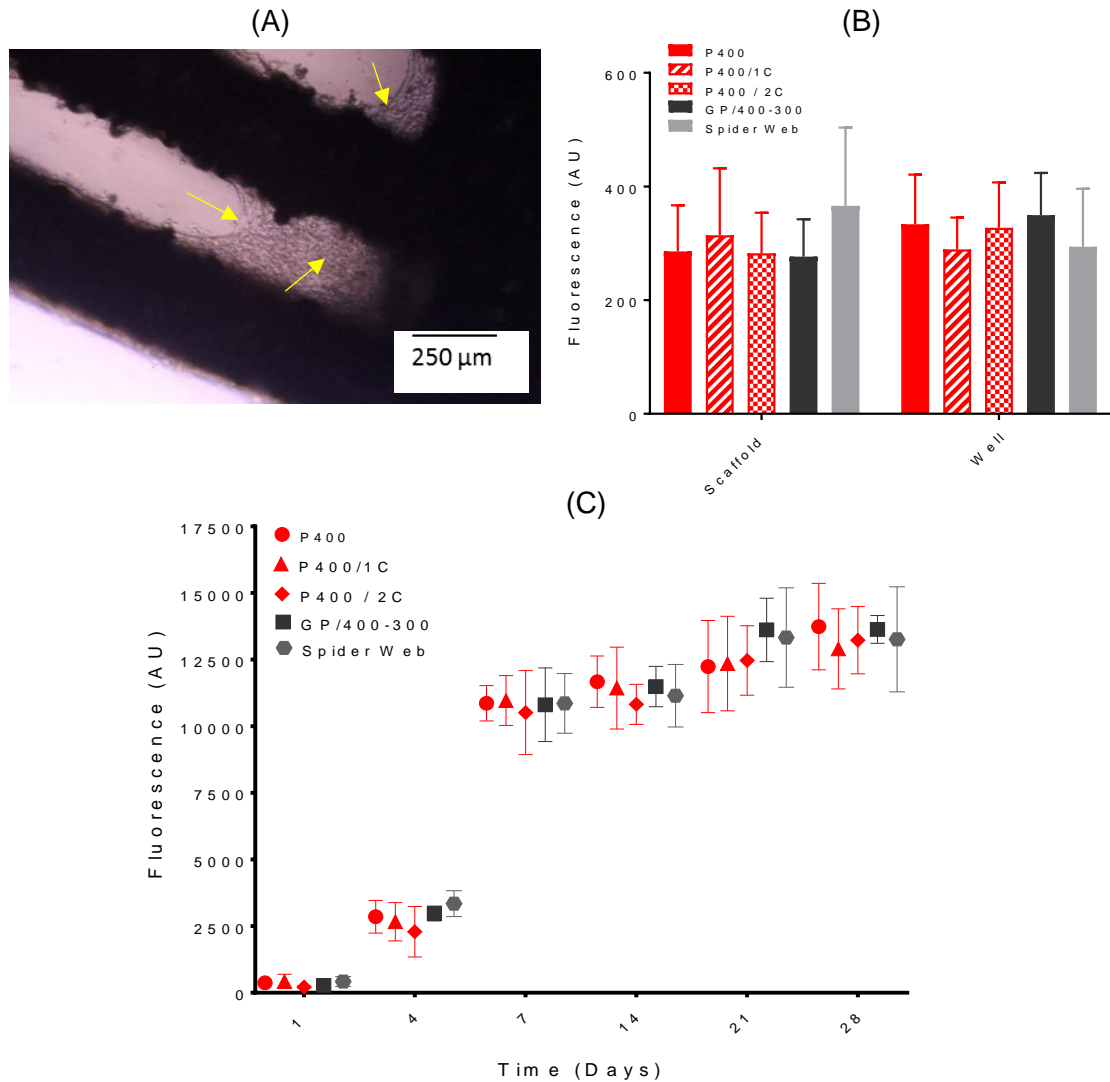 (A)
250 µm
(B)
P400
P400/1C
P400 / 2C
GP/400-300
Spider Web
600
400
200
0
Fluorescence (AU)
Scaffold
Well
(C)
17500
15000
12500
10000
7500
5000
2500
0
P400
P400/1C
P400 / 2C
GP/400-300
Spider Web
Fluorescence (AU)
1
4
7
14
21
28
Time (Days)